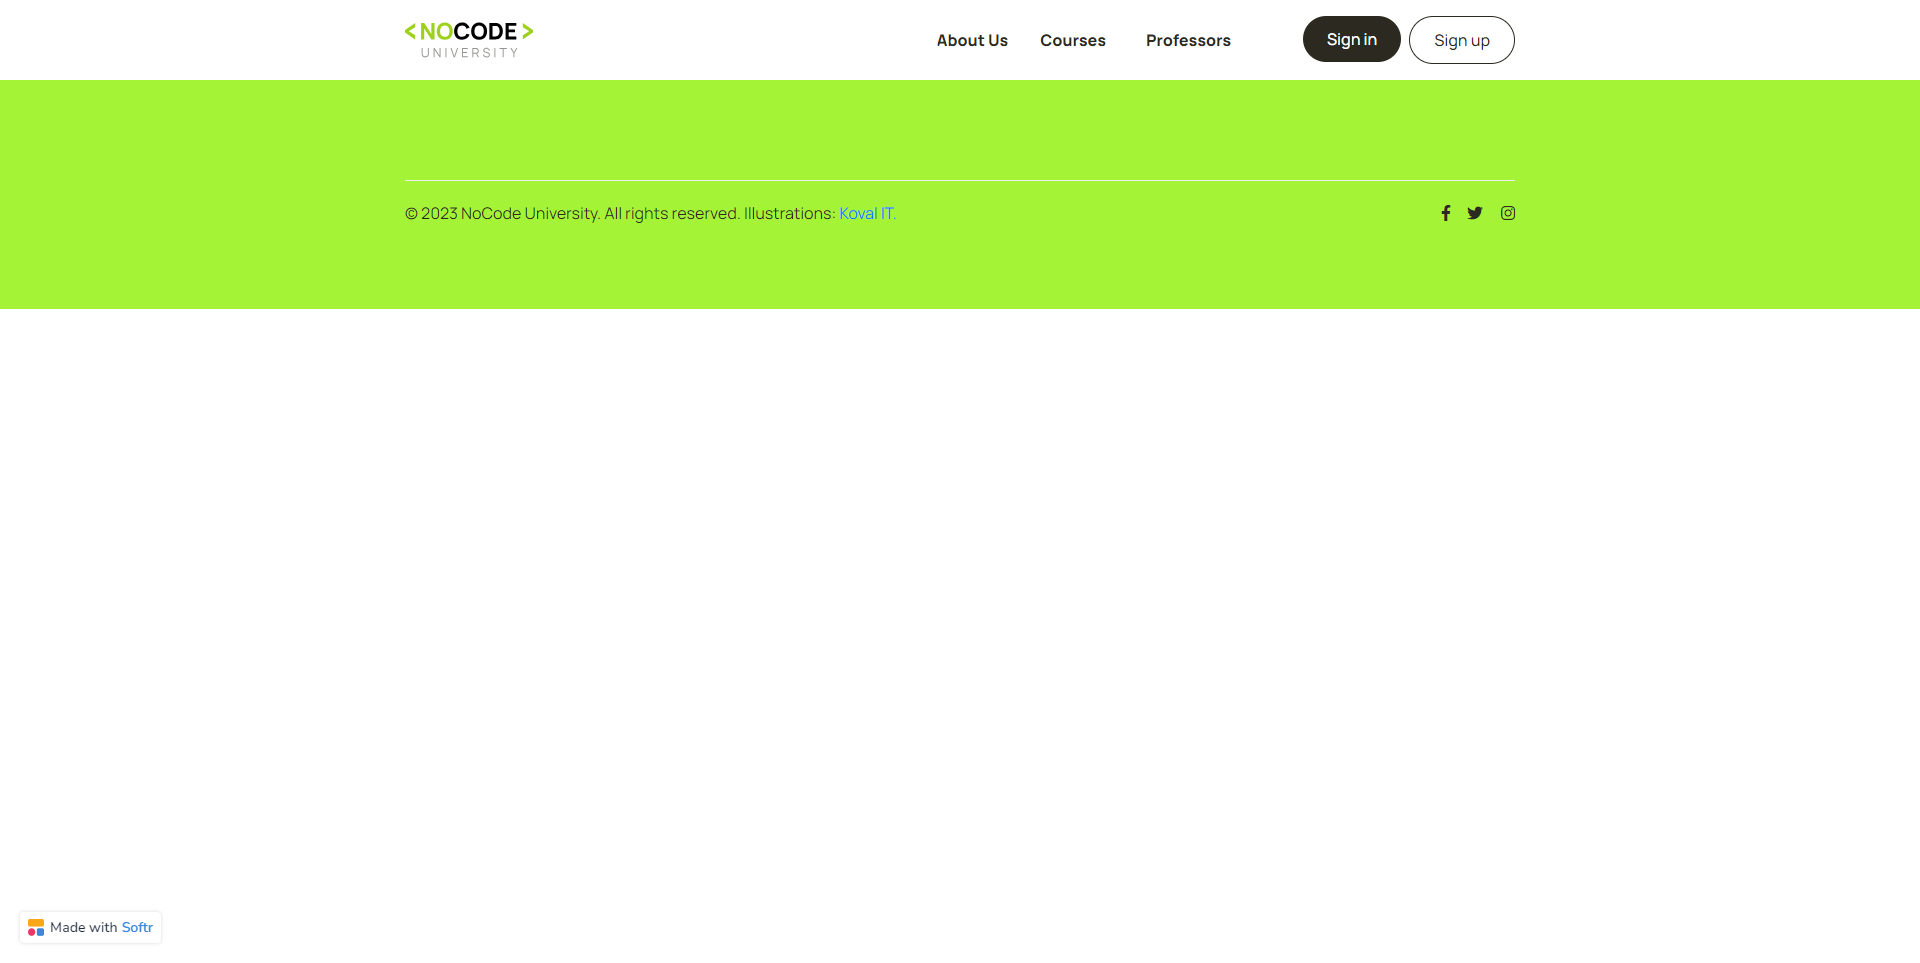 < NOCODE >
UNIVERSITY
About Us
Courses
Professors
Sign in
Sign up
© 2023 NoCode University. All rights reserved. Illustrations: Koval IT.
Made with Softr